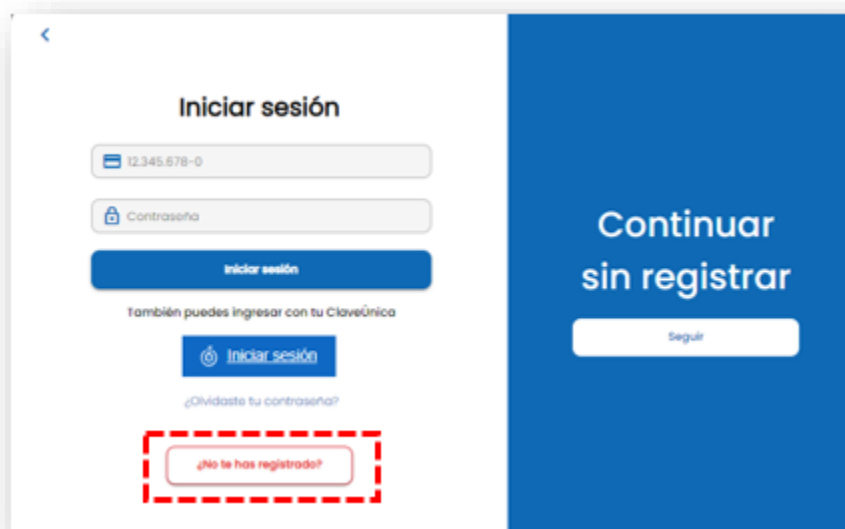 Iniciar sesión
12.345.678-0
Contraseña
Iniciar sesión
También puedes ingresar con tu ClaveÚnica
Iniciar sesión
¿Olvidaste tu contraseña?
¿No te has registrado?
Continuar
sin registrar
Seguir